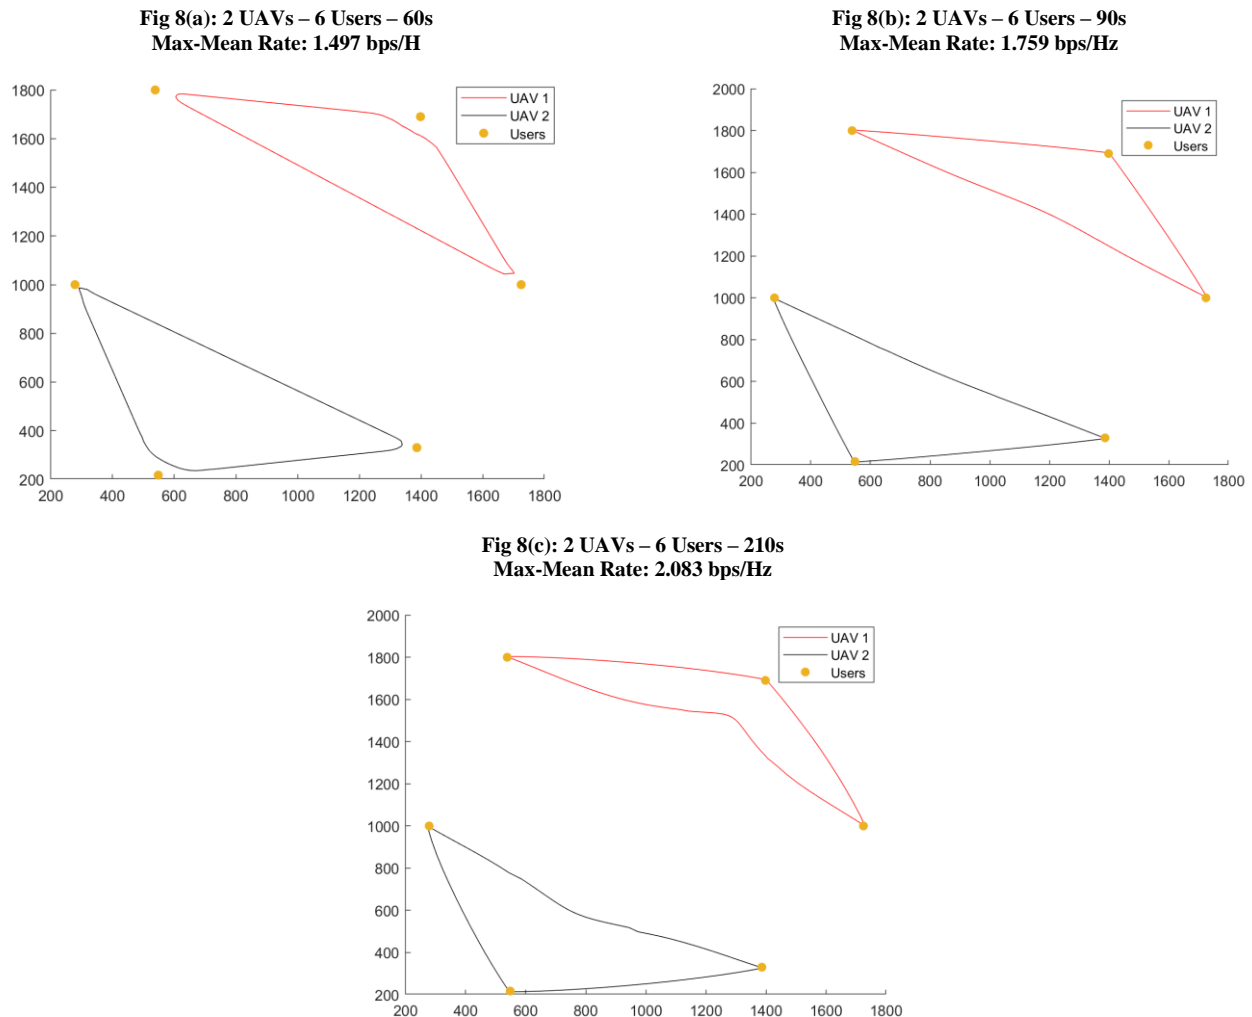 Fig 8(a): 2 UAVs – 6 Users – 60s
Max-Mean Rate: 1.497 bps/H
1800
1600
1400
1200
1000
800
600
400
200
200 400 600 800 1000 1200 1400 1600 1800
UAV 1
UAV 2
Users
Fig 8(b): 2 UAVs – 6 Users – 90s
Max-Mean Rate: 1.759 bps/Hz
2000
1800
1600
1400
1200
1000
800
600
400
200
200 400 600 800 1000 1200 1400 1600 1800
UAV 1
UAV 2
Users
Fig 8(c): 2 UAVs – 6 Users – 210s
Max-Mean Rate: 2.083 bps/Hz
2000
1800
1600
1400
1200
1000
800
600
400
200
200 400 600 800 1000 1200 1400 1600 1800
UAV 1
UAV 2
Users